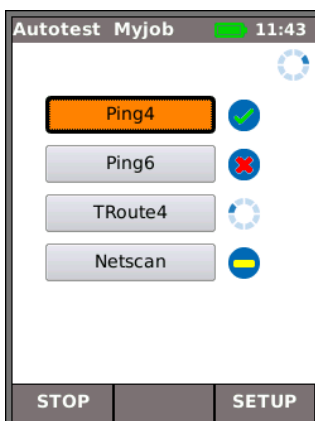 Autotest Myjob 11:43
Ping4
Ping6
TRoute4
Netscan
STOP SETUP